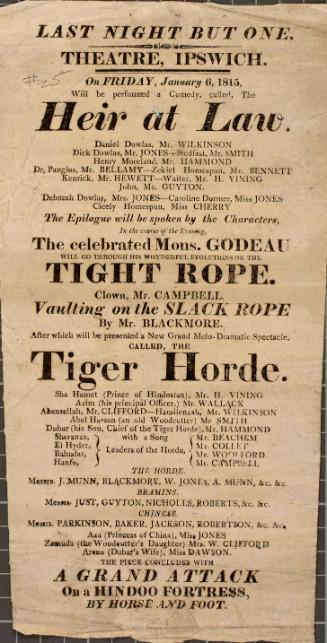 LAST NIGHT BUT ONE.
THEATRE, IPSWICH.
On FRIDAY, January 6, 1815,
Will be performed a Comedy, called, The
Heir at Law.
Daniel Dowlas, Mr. WILKINSON
Dick Dowlas, Mr. JONES—Stedfast, Mr. SMITH
Henry Moreland, Mr. HAMMOND
Dr, Panglos, Mr. BELLAMY—Zekiel Homespun, Mr. BENNETT
Kenrick, Mr. HEWETT—Waiter, Mr. H. VINING
John, Mr. GUYTON.
Deborah Dowlas, Mrs. JONES—Caroline Dormer, Miss JONES
Cicely Homespun, Miss CHERRY
The Epilogue will be spoken by the Characters,
In the course of the Evening,
The celebrated Mons. GODEAU
WILL GO THROUGH HIS WONDERFUL EVOLUTIONS ON THE
TIGHT ROPE.
Clown, Mr. CAMPBELL.
Vaulting on the SLACK ROPE
By Mr. BLACKMORE.
After which will be presented a New Grand Melo-Dramatic Spectacle,
CALLED, THE
Tiger Horde.
Sha Hamet (Prince of Hindostan), Mr. H. VINING
Azim (his principal Officer,) Mr. WALLACK
Mr. CLIFFORD— Mr. WILKINSON
Abel Hassan (an old Woodcutter) Mr SMITH
Dabar (his Son, Chief of the Tiger Horde), Mr. HAMMOND
Sherazan, with a Song Mr. BEACHEM
El Hyder, Mr. COLLET
Bahadar, Leaders of the Horde, Mr. WOOLFORD
Hanfo, Mr. CAMPBELL
THE HORDE.
Messrs. J. MUNN, BLACKMORE, W. JONES, A. MUNN, &c. &c.
BRAMINS.
Messrs. JUST, GUYTON, NICHOLLS, ROBERTS, &c. &c.
CHINESE.
Messrs. PARKINSON, BAKER, JACKSON, ROBERTSON, &c. &c,
Aza (Princess of China), Miss JONES
Zamuda (the Woodcutter's Daughter) Mrs. W. CLIFFORD
(Dabar's Wife), Miss DAWSON.
THE PIECE CONCLUDES WITH
A GRAND ATTACK
On a HINDOO FORTRESS,
BY HORSE AND FOOT.